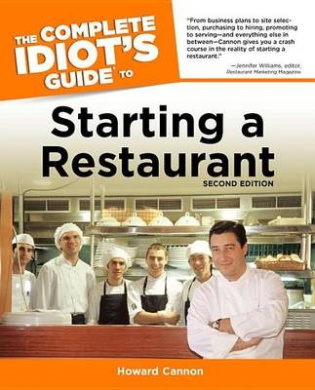 THE COMPLETE
IDIOT'S
GUIDE® TO
"From business plans to site selec-
tion, purchasing to hiring, promoting
to serving—and everything else in
between—Cannon gives you a crash
course in the reality of starting a
restaurant."
—Jennifer Williams, editor,
Restaurant Marketing Magazine
Starting a
Restaurant
SECOND EDITION
Howard Cannon